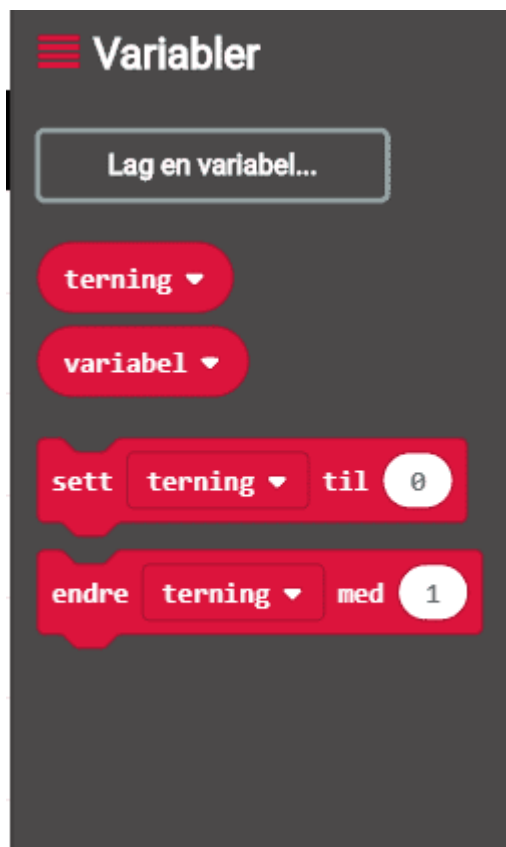 Variabler
Lag en variabel...
terning
variabel
sett terning til 0
endre terning med 1